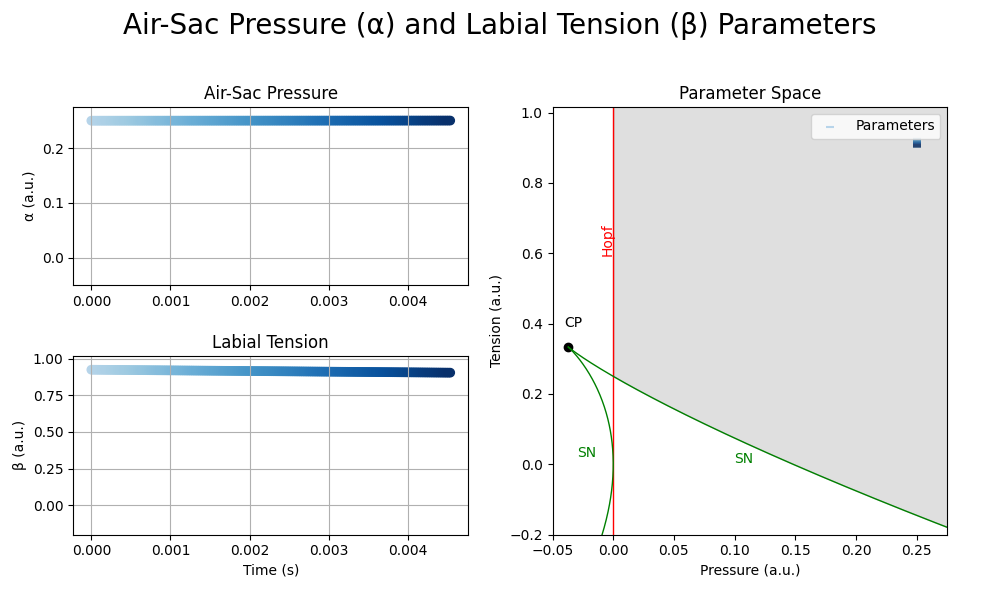 Air-Sac Pressure (α) and Labial Tension (β) Parameters
Air-Sac Pressure
α (a.u.)
0.2
0.1
0.0
0.000 0.001 0.002 0.003 0.004
Labial Tension
β (a.u.)
1.00
0.75
0.50
0.25
0.00
0.000 0.001 0.002 0.003 0.004
Time (s)
Parameter Space
Tension (a.u.)
1.0
0.8
0.6
0.4
0.2
0.0
−0.2
Parameters
Hopf
CP
SN
SN
−0.05 0.00 0.05 0.10 0.15 0.20 0.25
Pressure (a.u.)